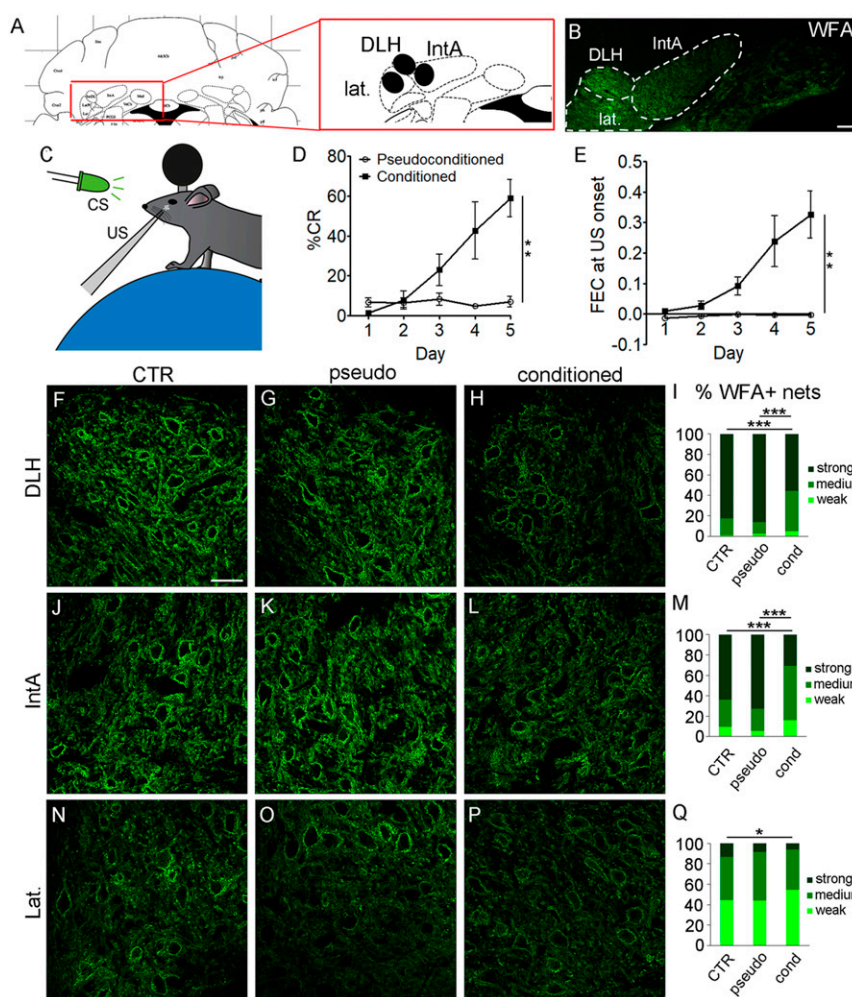 A
DLH
IntA
lat.
B
WFA
IntA
DLH
lat.
C
CS
US
D
Pseudoconditioned
Conditioned
%CR
80
60
40
20
0
1 2 3 4 5
Day
**
E
FEC at US onset
0.5
0.4
0.3
0.2
0.1
0.0
-0.1
1 2 3 4 5
Day
**
CTR pseudo conditioned
DLH
F G H
I % WFA+ nets
***
***
100
80
60
40
20
0
strong
medium
weak
CTR pseudo cond
IntA
J K L
M
***
***
100
80
60
40
20
0
strong
medium
weak
CTR pseudo cond
Lat.
N O P
Q
*
100
80
60
40
20
0
strong
medium
weak
CTR pseudo cond